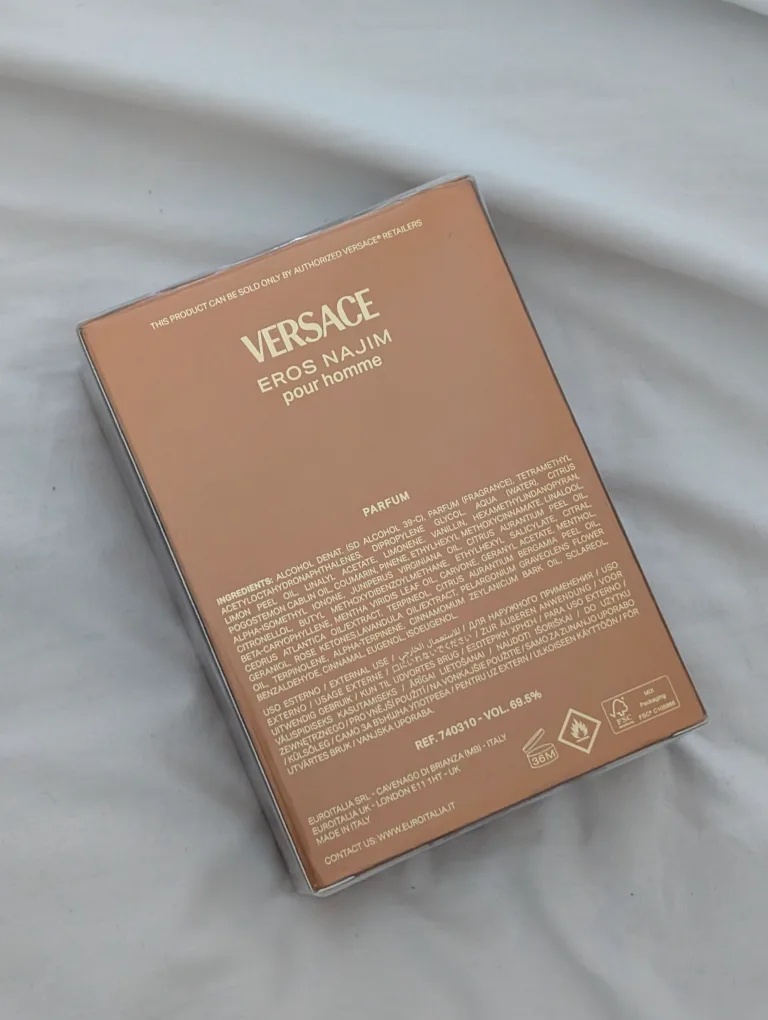 THIS PRODUCT CAN BE SOLD ONLY BY AUTHORIZED VERSACE® RETAILERS
VERSACE
EROS NAJIM
pour homme
PARFUM
INGREDIENTS: ALCOHOL DENAT. (SD ALCOHOL 39-C), PARFUM (FRAGRANCE), TETRAMETHYL
ACETYLOCTAHYDRONAPHTHALENES, DIPROPYLENE GLYCOL, AQUA (WATER), CITRUS
LIMON PEEL OIL, LINALYL ACETATE, LIMONENE, VANILLIN, HEXAMETHYLINDANOPYRAN,
POGOSTEMON CABLIN OIL, COUMARIN, PINENE, ETHYLHEXYL METHOXYCINNAMATE, LINALOOL,
ALPHA-ISOMETHYL IONONE, JUNIPERUS VIRGINIANA OIL, CITRUS AURANTIUM PEEL OIL,
CITRONELLOL, BUTYL METHOXYDIBENZOYLMETHANE, ETHYLHEXYL SALICYLATE, CITRAL,
BETA-CARYOPHYLLENE, MENTHA VIRIDIS LEAF OIL, CARVONE, GERANYL ACETATE, MENTHOL,
CEDRUS ATLANTICA OIL/EXTRACT, TERPINEOL, CITRUS AURANTIUM BERGAMIA PEEL OIL,
GERANIOL, ROSE KETONES, LAVANDULA OIL/EXTRACT, PELARGONIUM GRAVEOLENS FLOWER
OIL, TERPINOLENE, ALPHA-TERPINENE, CINNAMOMUM ZEYLANICUM BARK OIL, SCLAREOL,
BENZALDEHYDE, CINNAMAL, EUGENOL, ISOEUGENOL.
USO ESTERNO / EXTERNAL USE / للاستعمال الخارجي / ДЛЯ НАРУЖНОГО ПРИМЕНЕНИЯ / USO
EXTERNO / USAGE EXTERNE / ZUR ÄUßEREN ANWENDUNG / VOOR
UITWENDIG GEBRUIK / KUN TIL UDVORTES BRUG / ΕΞΩΤΕΡΙΚΗ ΧΡΗΣΗ / PARA USO EXTERNO /
VÄLISPIDISEKS KASUTAMISEKS / ĀRĪGAI LIETOŠANAI / NAUDOTI IŠORIŠKAI / DO UŻYTKU
ZEWNĘTRZNEGO / PRO VNĚJŠÍ POUŽITÍ / NA VONKAJŠIE POUŽITIE / SAMO ZA ZUNANJO UPORABO
/ KÜLSŐLEG / САМО ЗА ВЪНШНА УПОТРЕБА / PENTRU UZ EXTERN / ULKOISEEN KÄYTTÖÖN / FÖR
UTVÄRTES BRUK / VANJSKA UPORABA.
REF. 740310 - VOL. 69.5%
EUROITALIA SRL - CAVENAGO DI BRIANZA (MB) - ITALY
EUROITALIA UK - LONDON E11 1HT - UK
MADE IN ITALY
CONTACT US: WWW.EUROITALIA.IT
36M
FSC
MIX
Packaging